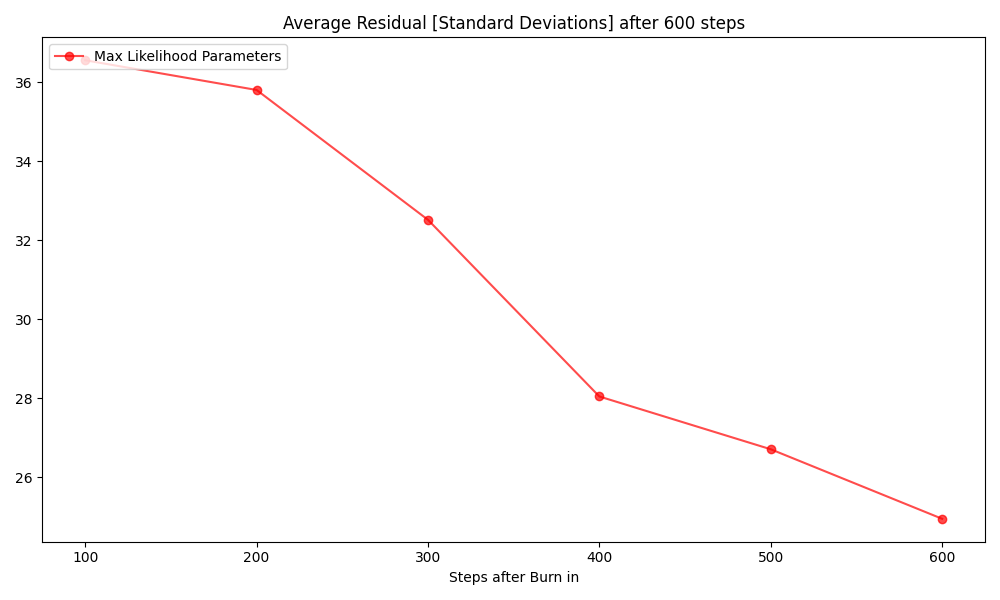 Average Residual [Standard Deviations] after 600 steps
Max Likelihood Parameters
36
34
32
30
28
26
100 200 300 400 500 600
Steps after Burn in